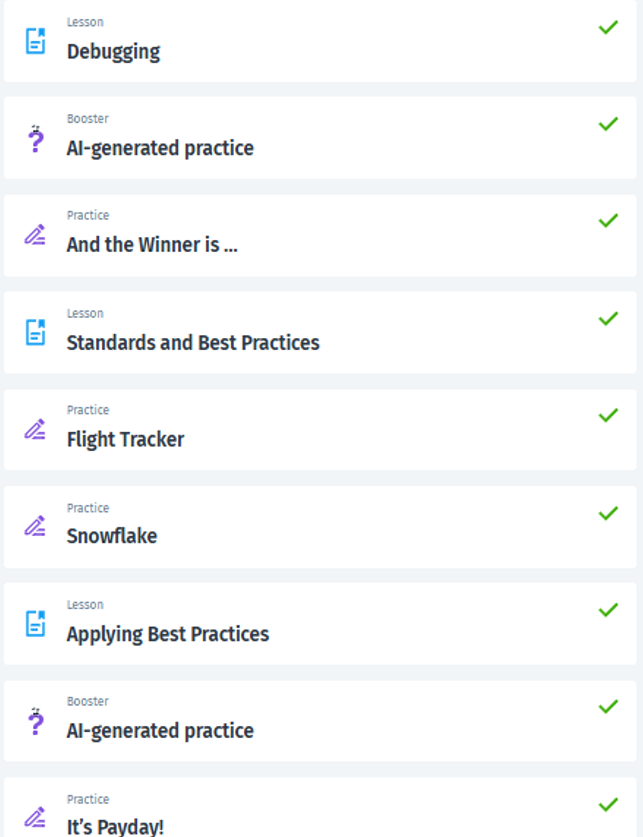 Lesson
Debugging
Booster
AI-generated practice
Practice
And the Winner is ...
Lesson
Standards and Best Practices
Practice
Flight Tracker
Practice
Snowflake
Lesson
Applying Best Practices
Booster
AI-generated practice
Practice
It's Payday!